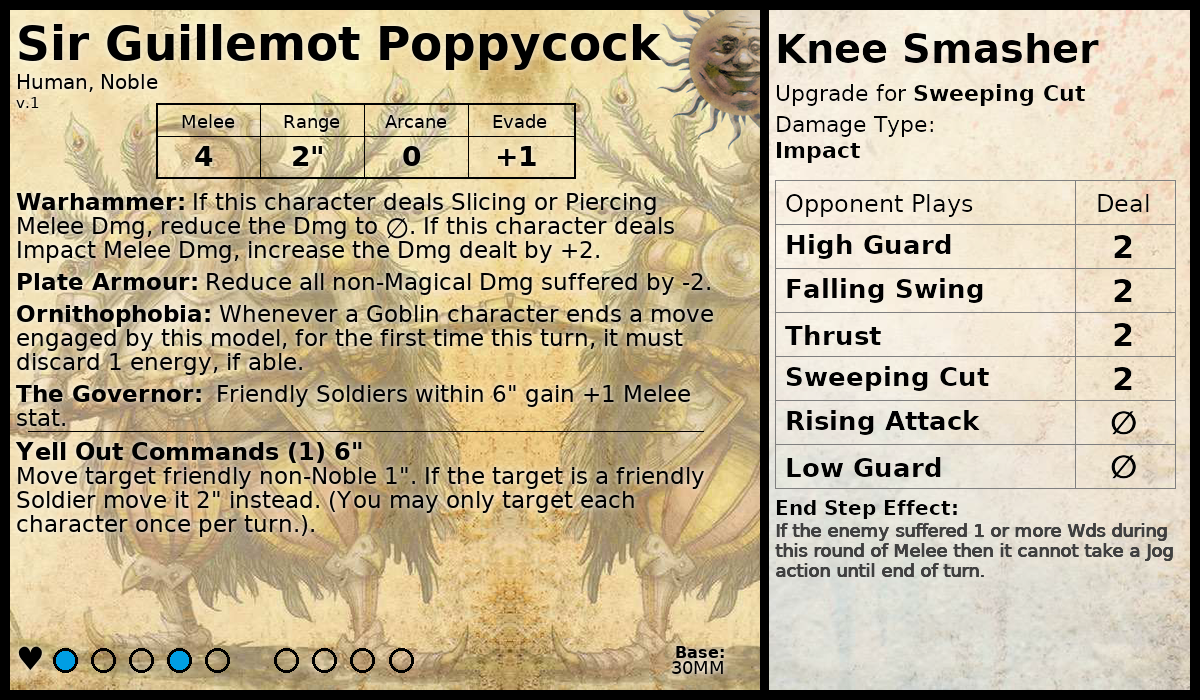 Sir Guillemot Poppycock
Human, Noble
v.1
Melee Range Arcane Evade
4 2" 0 +1
Warhammer: If this character deals Slicing or Piercing
Melee Dmg, reduce the Dmg to ∅. If this character deals
Impact Melee Dmg, increase the Dmg dealt by +2.
Plate Armour: Reduce all non-Magical Dmg suffered by -2.
Ornithophobia: Whenever a Goblin character ends a move
engaged by this model, for the first time this turn, it must
discard 1 energy, if able.
The Governor: Friendly Soldiers within 6" gain +1 Melee
stat.
Yell Out Commands (1) 6"
Move target friendly non-Noble 1". If the target is a friendly
Soldier move it 2" instead. (You may only target each
character once per turn.).
Base:
30MM
Knee Smasher
Upgrade for Sweeping Cut
Damage Type:
Impact
Opponent Plays Deal
High Guard 2
Falling Swing 2
Thrust 2
Sweeping Cut 2
Rising Attack ∅
Low Guard ∅
End Step Effect:
If the enemy suffered 1 or more Wds during
this round of Melee then it cannot take a Jog
action until end of turn.